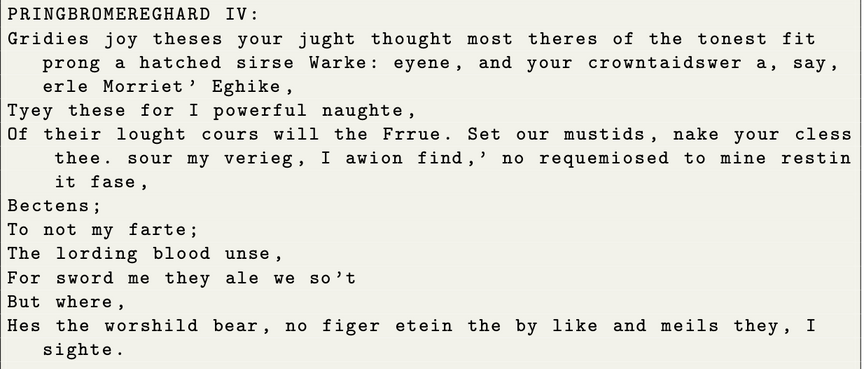 PRINGBROMEREGHARD IV:
Gridies joy theses your jught thought most theres of the tonest fit
prong a hatched sirse Warke: eyene, and your crowntaidswer a, say,
erle Morriet' Eghike,
Tyey these for I powerful naughte,
Of their lought cours will the Frrue. Set our mustids, nake your cless
thee. sour my verieg, I awion find,' no requemiosed to mine restin
it fase,
Bectens;
To not my farte;
The lording blood unse,
For sword me they ale we so't
But where,
Hes the worshild bear, no figer etein the by like and meils they, I
sighte.